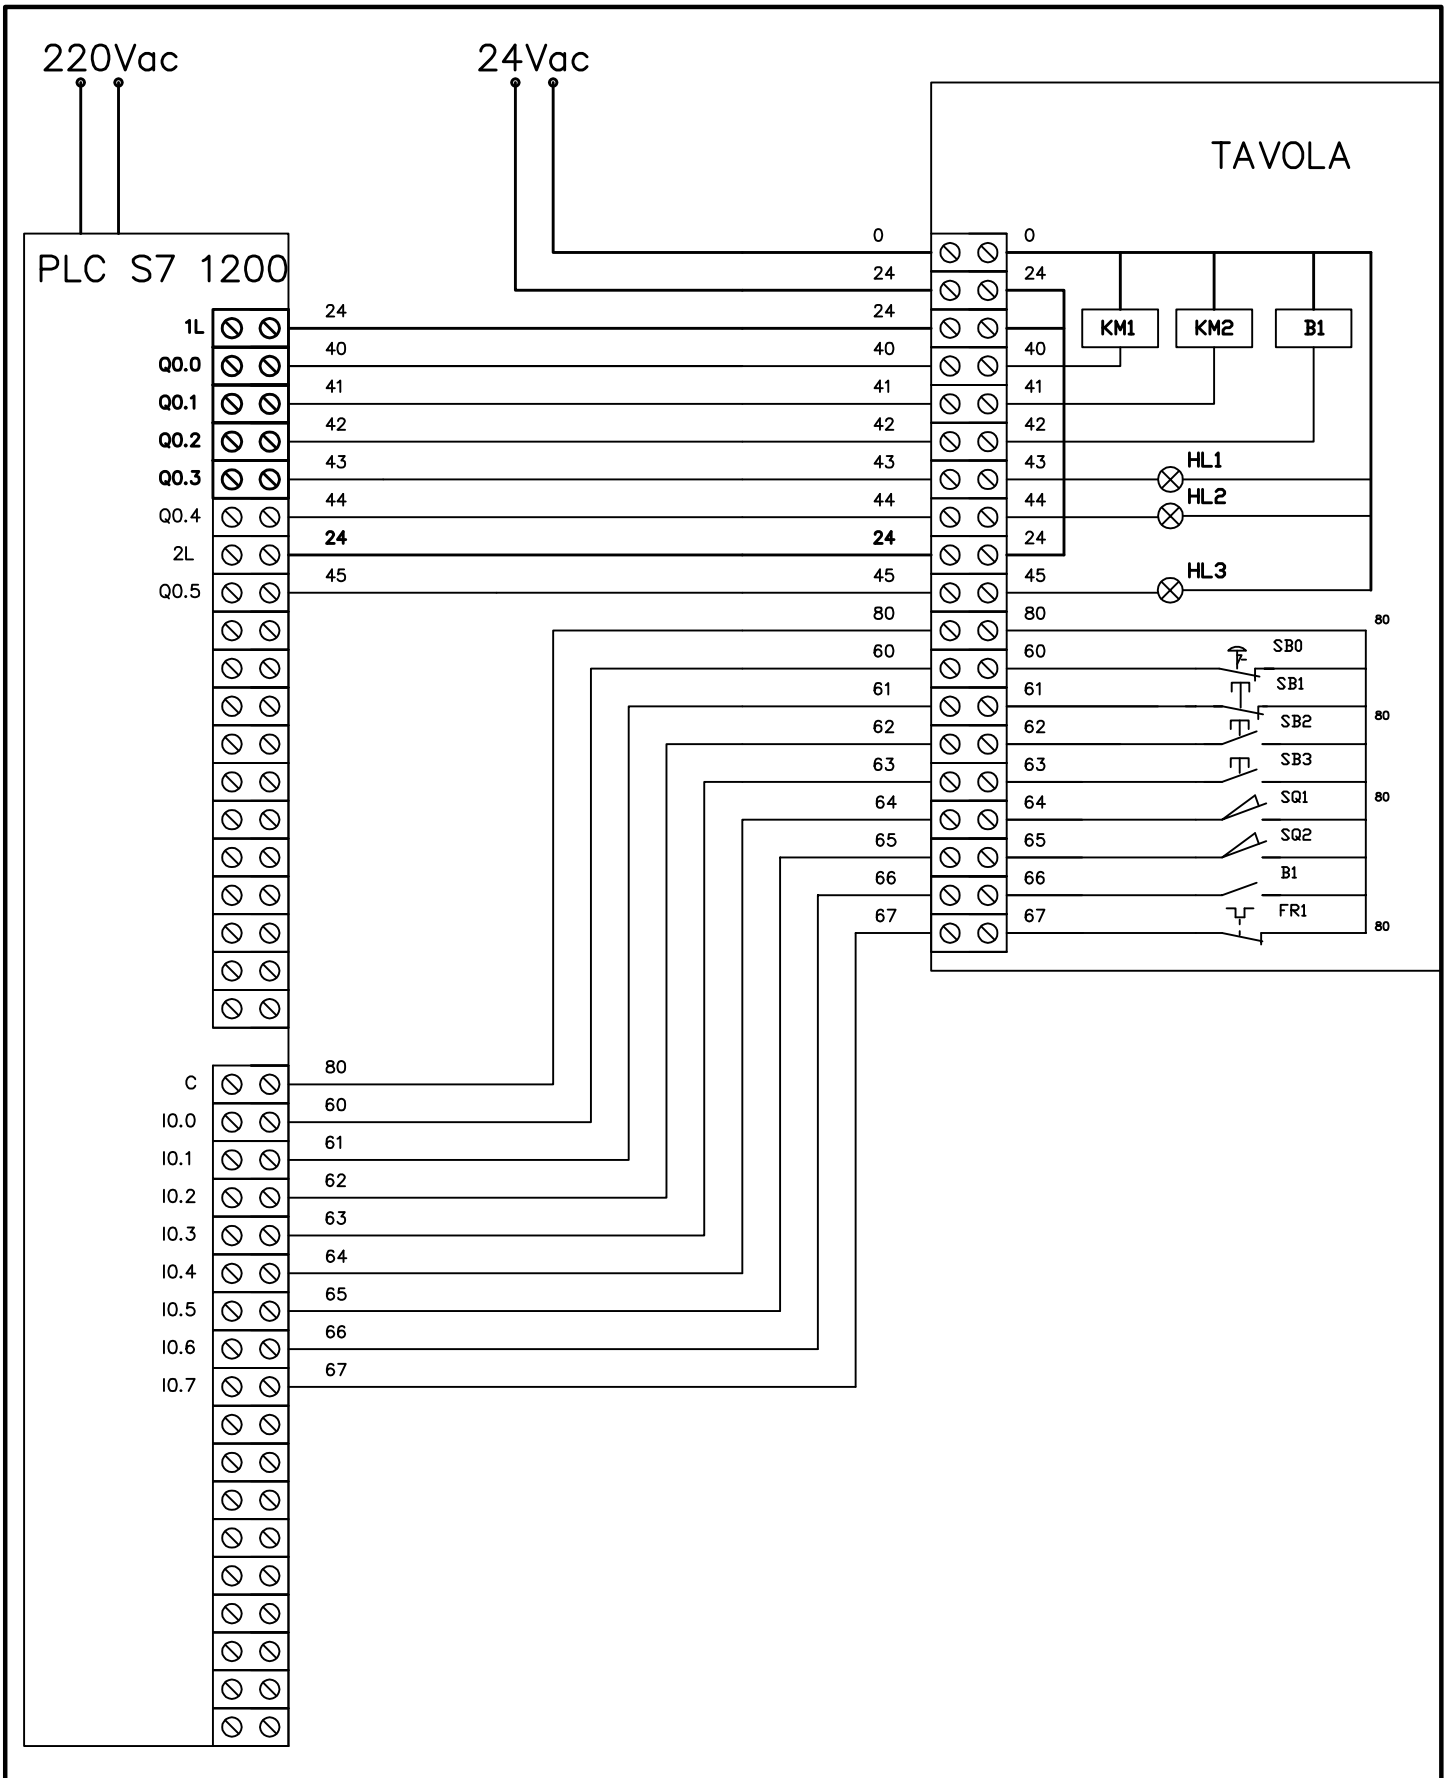 220Vac 24Vac
TAVOLA
0 0
PLC S7 1200 24 24
1L 24 24 KM1 KM2 B1
Q0.0 40 40 40
Q0.1 41 41 41
Q0.2 42 42 42
Q0.3 43 43 43 HL1
Q0.4 44 44 44 HL2
2L 24 24 24
Q0.5 45 45 45 HL3
80 80 80
60 60 SB0
61 61 SB1
62 62 SB2 80
63 63 SB3
64 64 SQ1 80
65 65 SQ2
66 66 B1
67 67 FR1 80
C 80
I0.0 60
I0.1 61
I0.2 62
I0.3 63
I0.4 64
I0.5 65
I0.6 66
I0.7 67